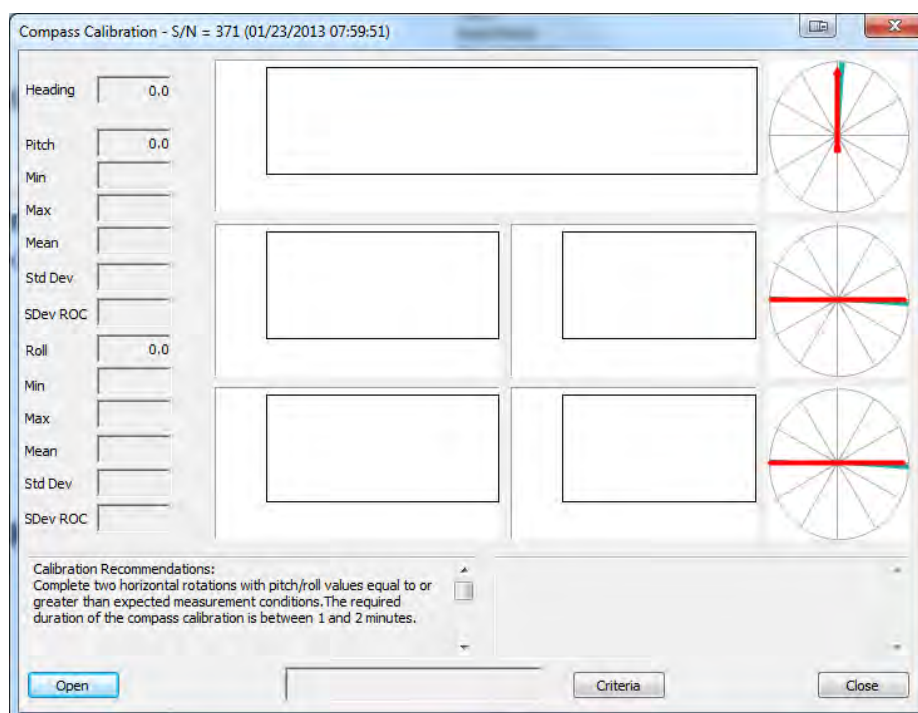 Compass Calibration - S/N = 371 (01/23/2013 07:59:51)
Heading 0.0
Pitch 0.0
Min
Max
Mean
Std Dev
SDev ROC
Roll 0.0
Min
Max
Mean
Std Dev
SDev ROC
Calibration Recommendations:
Complete two horizontal rotations with pitch/roll values equal to or
greater than expected measurement conditions.The required
duration of the compass calibration is between 1 and 2 minutes.
Open
Criteria
Close